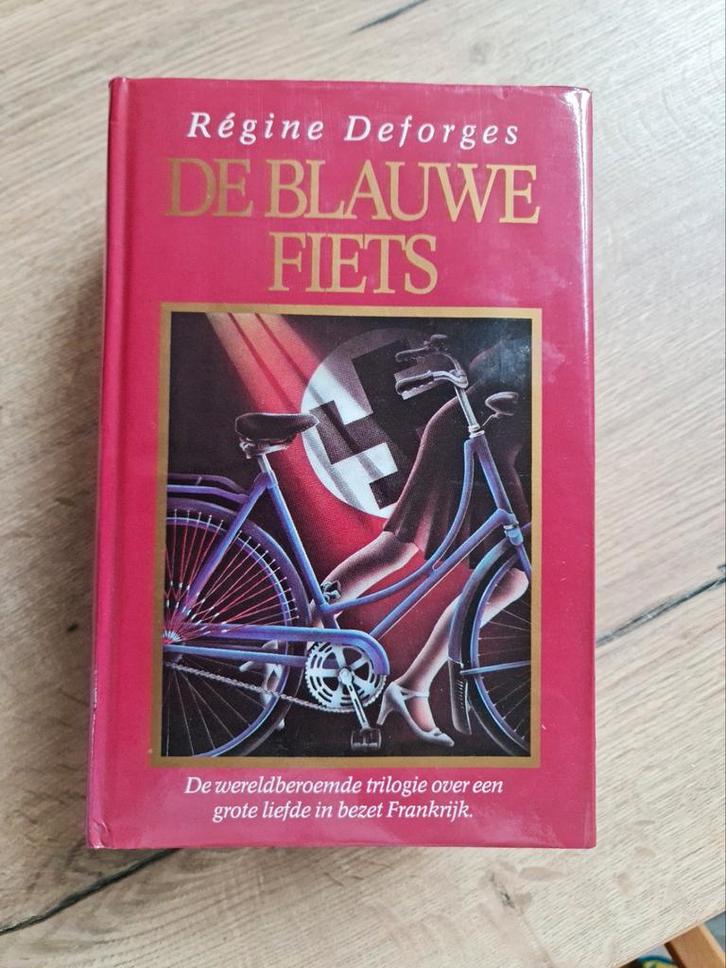 Régine Deforges
DE BLAUWE
FIETS
De wereldberoemde trilogie over een
grote liefde in bezet Frankrijk.